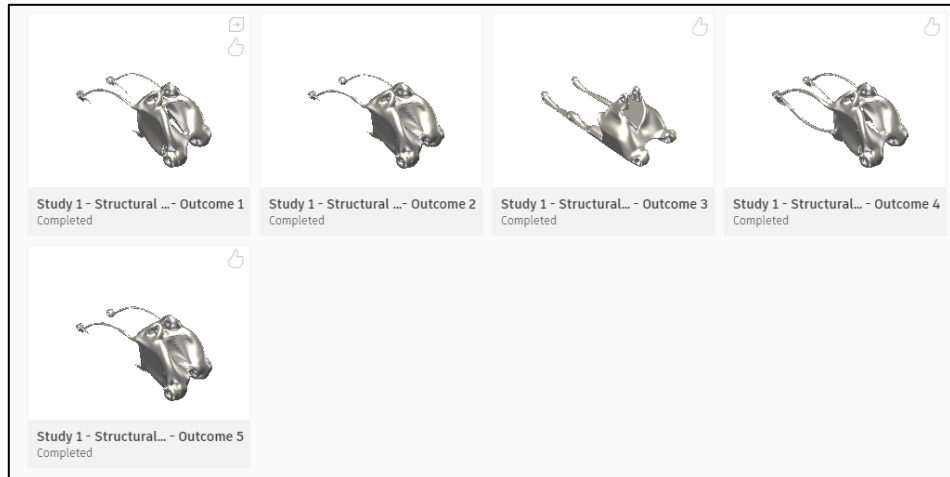 Study 1 - Structural ...- Outcome 1
Completed
Study 1 - Structural ...- Outcome 2
Completed
Study 1 - Structural... - Outcome 3
Completed
Study 1 - Structural... - Outcome 4
Completed
Study 1 - Structural... - Outcome 5
Completed